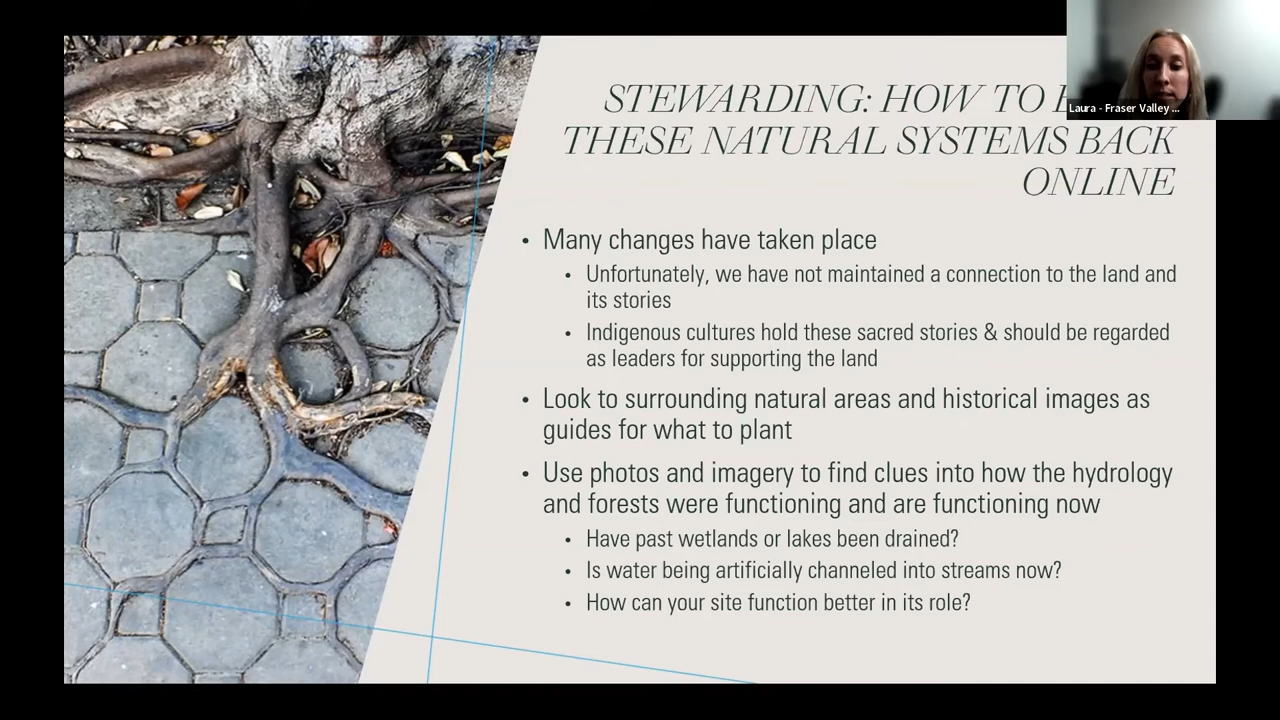 STEWARDING: HOW TO
THESE NATURAL SYSTEMS BACK
ONLINE
Laura - Fraser Valley ...
• Many changes have taken place
• Unfortunately, we have not maintained a connection to the land and
its stories
• Indigenous cultures hold these sacred stories & should be regarded
as leaders for supporting the land
• Look to surrounding natural areas and historical images as
guides for what to plant
• Use photos and imagery to find clues into how the hydrology
and forests were functioning and are functioning now
• Have past wetlands or lakes been drained?
• Is water being artificially channeled into streams now?
• How can your site function better in its role?